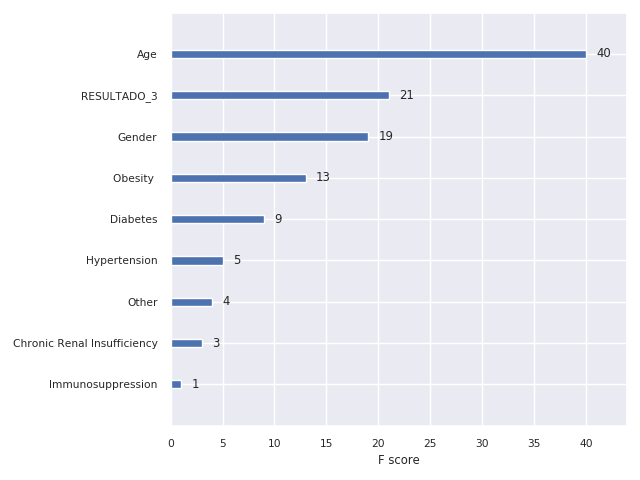 Age 40
RESULTADO_3 21
Gender 19
Obesity 13
Diabetes 9
Hypertension 5
Other 4
Chronic Renal Insufficiency 3
Immunosuppression 1
0 5 10 15 20 25 30 35 40
F score